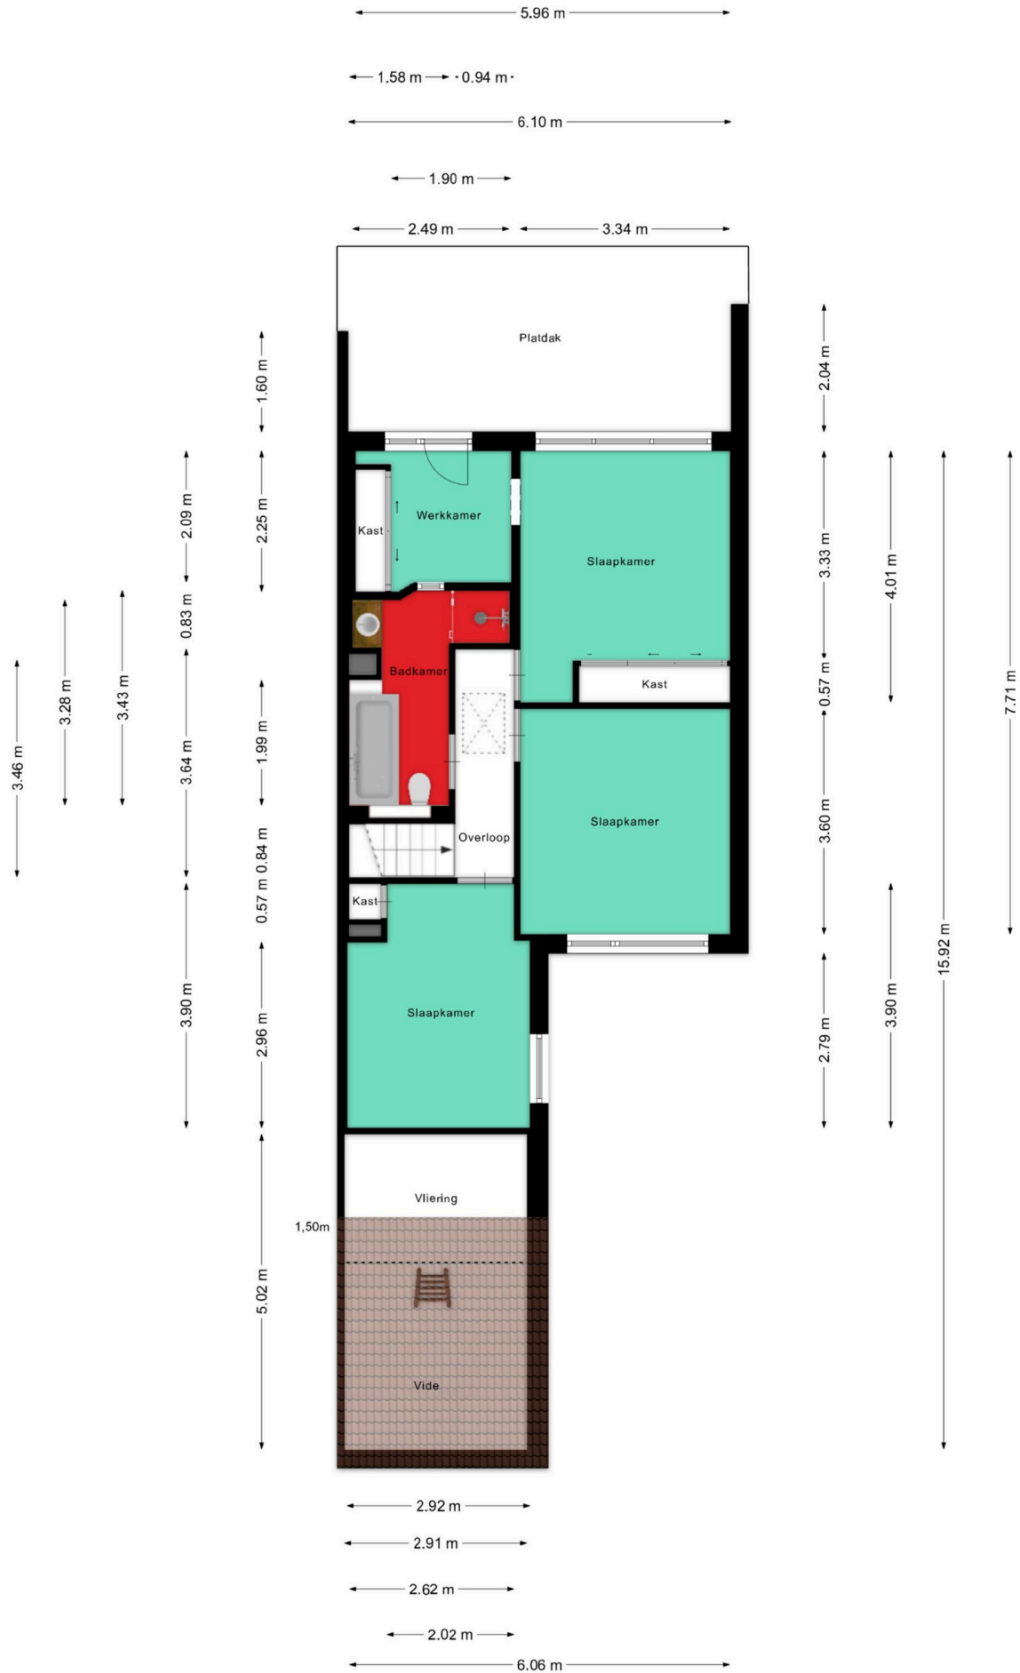 5.96 m
1.58 m
0.94 m
6.10 m
1.90 m
2.49 m
3.34 m
Platdak
1.60 m
2.04 m
2.09 m
2.25 m
Kast
Werkkamer
Slaapkamer
3.33 m
4.01 m
0.83 m
3.46 m
3.28 m
3.43 m
3.64 m
1.99 m
Badkamer
Kast
0.57 m
7.71 m
Slaapkamer
3.60 m
Overloop
0.84 m
0.57 m
Kast
15.92 m
3.90 m
2.96 m
Slaapkamer
2.79 m
3.90 m
Vliering
1,50m
5.02 m
Vide
2.92 m
2.91 m
2.62 m
2.02 m
6.06 m